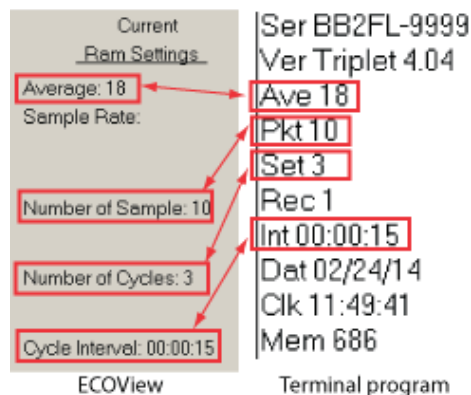 Current
Ram Settings
Average: 18
Sample Rate:
Number of Sample: 10
Number of Cycles: 3
Cycle Interval: 00:00:15
ECOView
Ser BB2FL-9999
Ver Triplet 4.04
Ave 18
Pkt 10
Set 3
Rec 1
Int 00:00:15
Dat 02/24/14
Clk 11:49:41
Mem 686
Terminal program